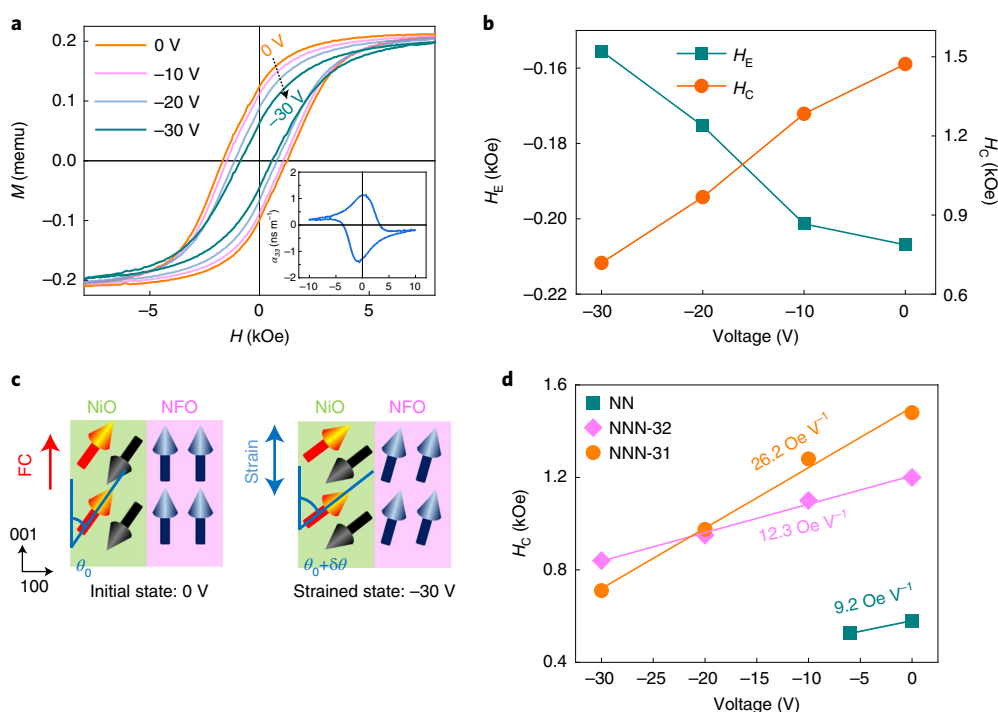 a
0 V
−10 V
−20 V
−30 V
0 V
−30 V
0.2
0.1
0.0
−0.1
−0.2
M (memu)
−5
0
5
H (kOe)
2
1
0
−1
−2
α33 (ns m−1)
−10
−5
0
5
10
b
HE
HC
−0.16
−0.18
−0.20
−0.22
HE (kOe)
1.5
1.2
0.9
0.6
HC (kOe)
−30
−20
−10
0
Voltage (V)
c
NiO
NFO
NiO
NFO
FC
Strain
θ0
θ0+δθ
001
100
Initial state: 0 V
Strained state: −30 V
d
NN
NNN-32
NNN-31
26.2 Oe V−1
12.3 Oe V−1
9.2 Oe V−1
1.6
1.2
0.8
0.4
HC (kOe)
−30
−25
−20
−15
−10
−5
0
Voltage (V)